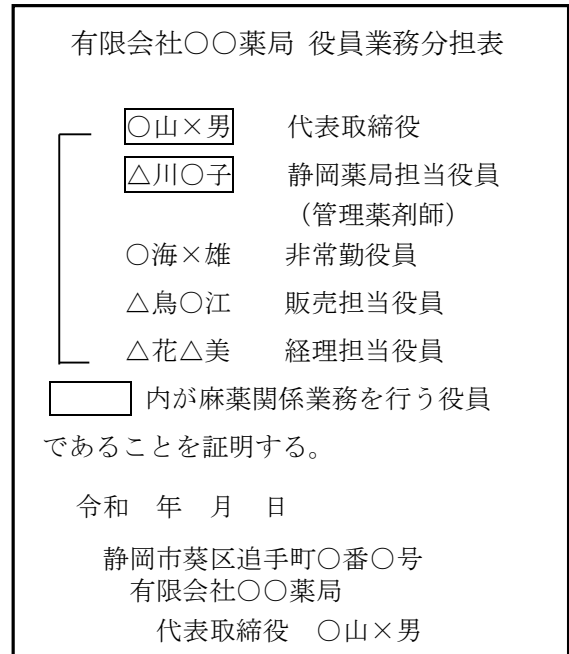 有限会社○○薬局 役員業務分担表
○山×男 代表取締役
△川○子 静岡薬局担当役員
（管理薬剤師）
○海×雄 非常勤役員
△鳥○江 販売担当役員
△花△美 経理担当役員
内が麻薬関係業務を行う役員
であることを証明する。
令和 年 月 日
静岡市葵区追手町○番○号
有限会社○○薬局
代表取締役 ○山×男